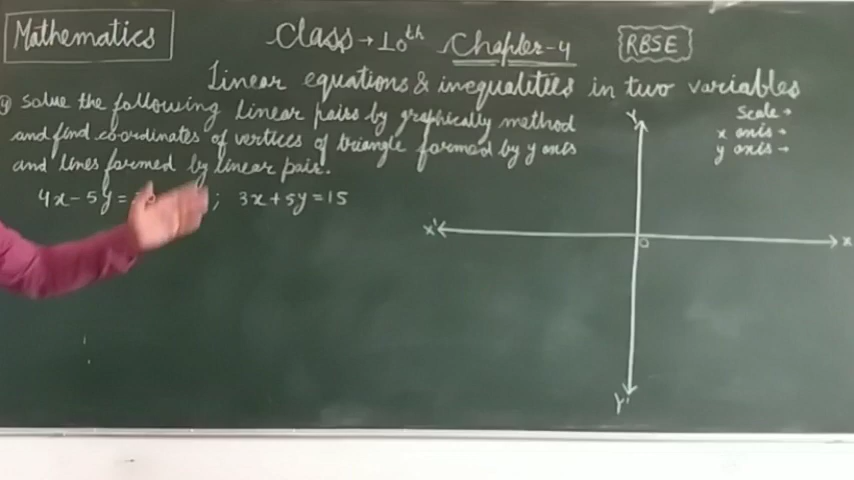 Mathematics
Class → 10th Chapter-4
RBSE
Linear equations & inequalities in two variables
Solve the following linear pairs by graphically method
and find co-ordinates of vertices of triangle formed by y axis
and lines formed by linear pair.
4x - 5y = ; 3x + 5y = 15
Scale →
x axis →
y axis →
Y
X'
X
O
Y'